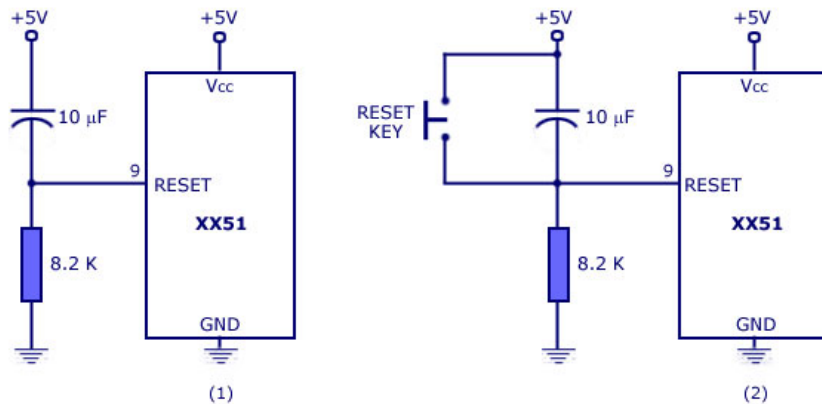 +5V
+5V
Vcc
10 µF
9
RESET
XX51
8.2 K
GND
(1)
+5V
+5V
Vcc
RESET
KEY
10 µF
9
RESET
XX51
8.2 K
GND
(2)